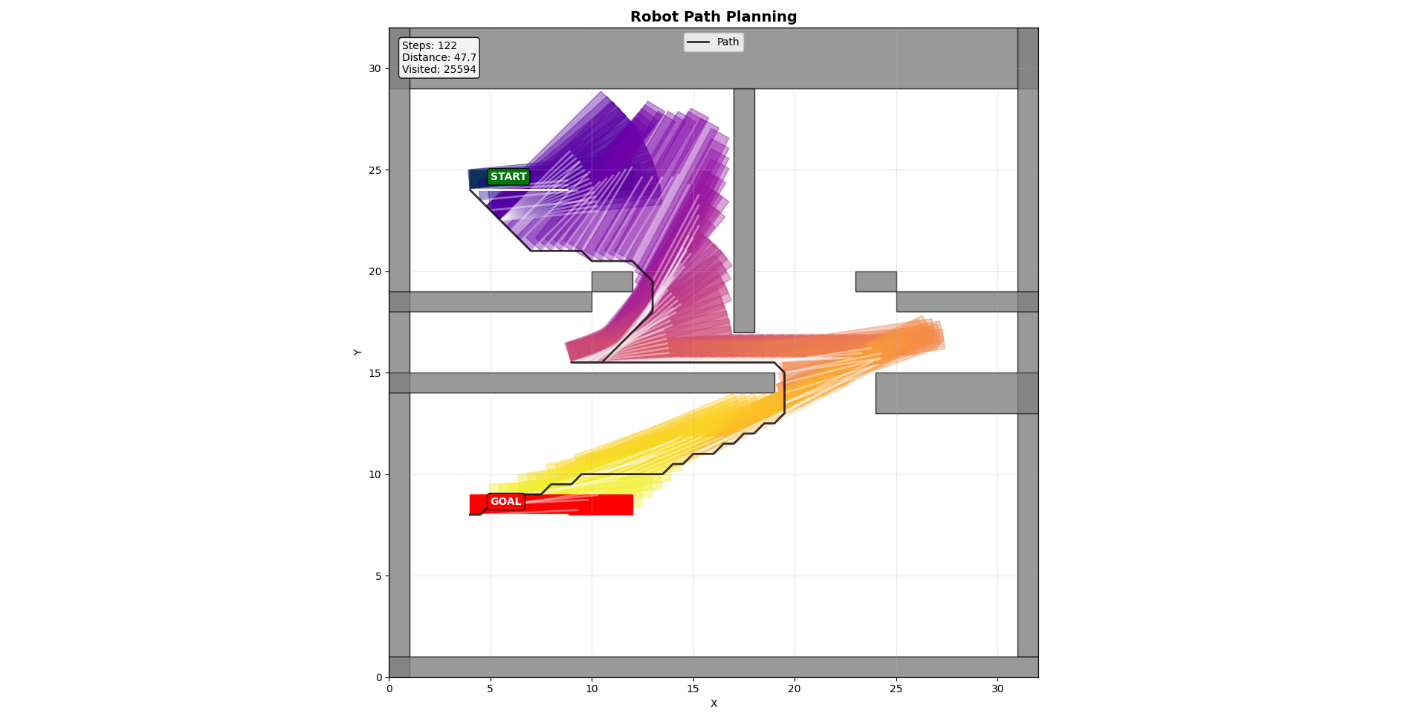 Robot Path Planning
Steps: 122
Distance: 47.7
Visited: 25594
Path
START
GOAL
30
25
20
15
10
5
0
Y
0 5 10 15 20 25 30
X